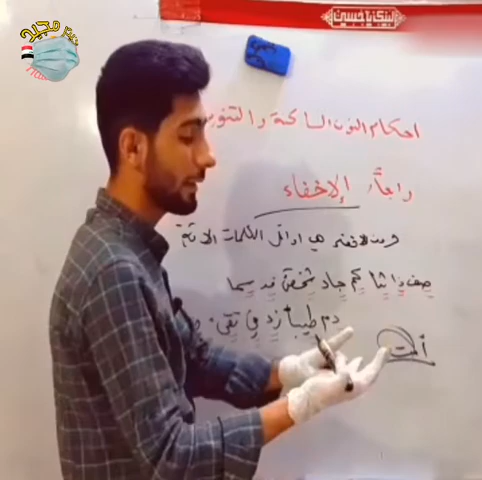 لبيك يا حسين
احكام النون الساكنة والتنوين
رابعاً/ الإخفاء
هي اوائل الكلمات الاتية
صف ذا ثنا كم جاد شخص قد سما
دم طيباً زد في تقى
أنت